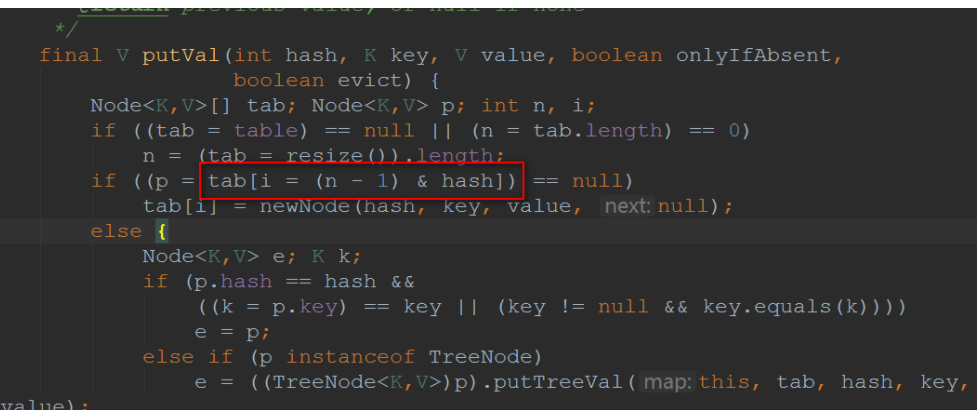 @return previous value, or null if none
*/
final V putVal(int hash, K key, V value, boolean onlyIfAbsent,
boolean evict) {
Node<K,V>[] tab; Node<K,V> p; int n, i;
if ((tab = table) == null || (n = tab.length) == 0)
n = (tab = resize()).length;
if ((p = tab[i = (n - 1) & hash]) == null)
tab[i] = newNode(hash, key, value, next: null);
else {
Node<K,V> e; K k;
if (p.hash == hash &&
((k = p.key) == key || (key != null && key.equals(k))))
e = p;
else if (p instanceof TreeNode)
e = ((TreeNode<K,V>)p).putTreeVal( map: this, tab, hash, key,
value);